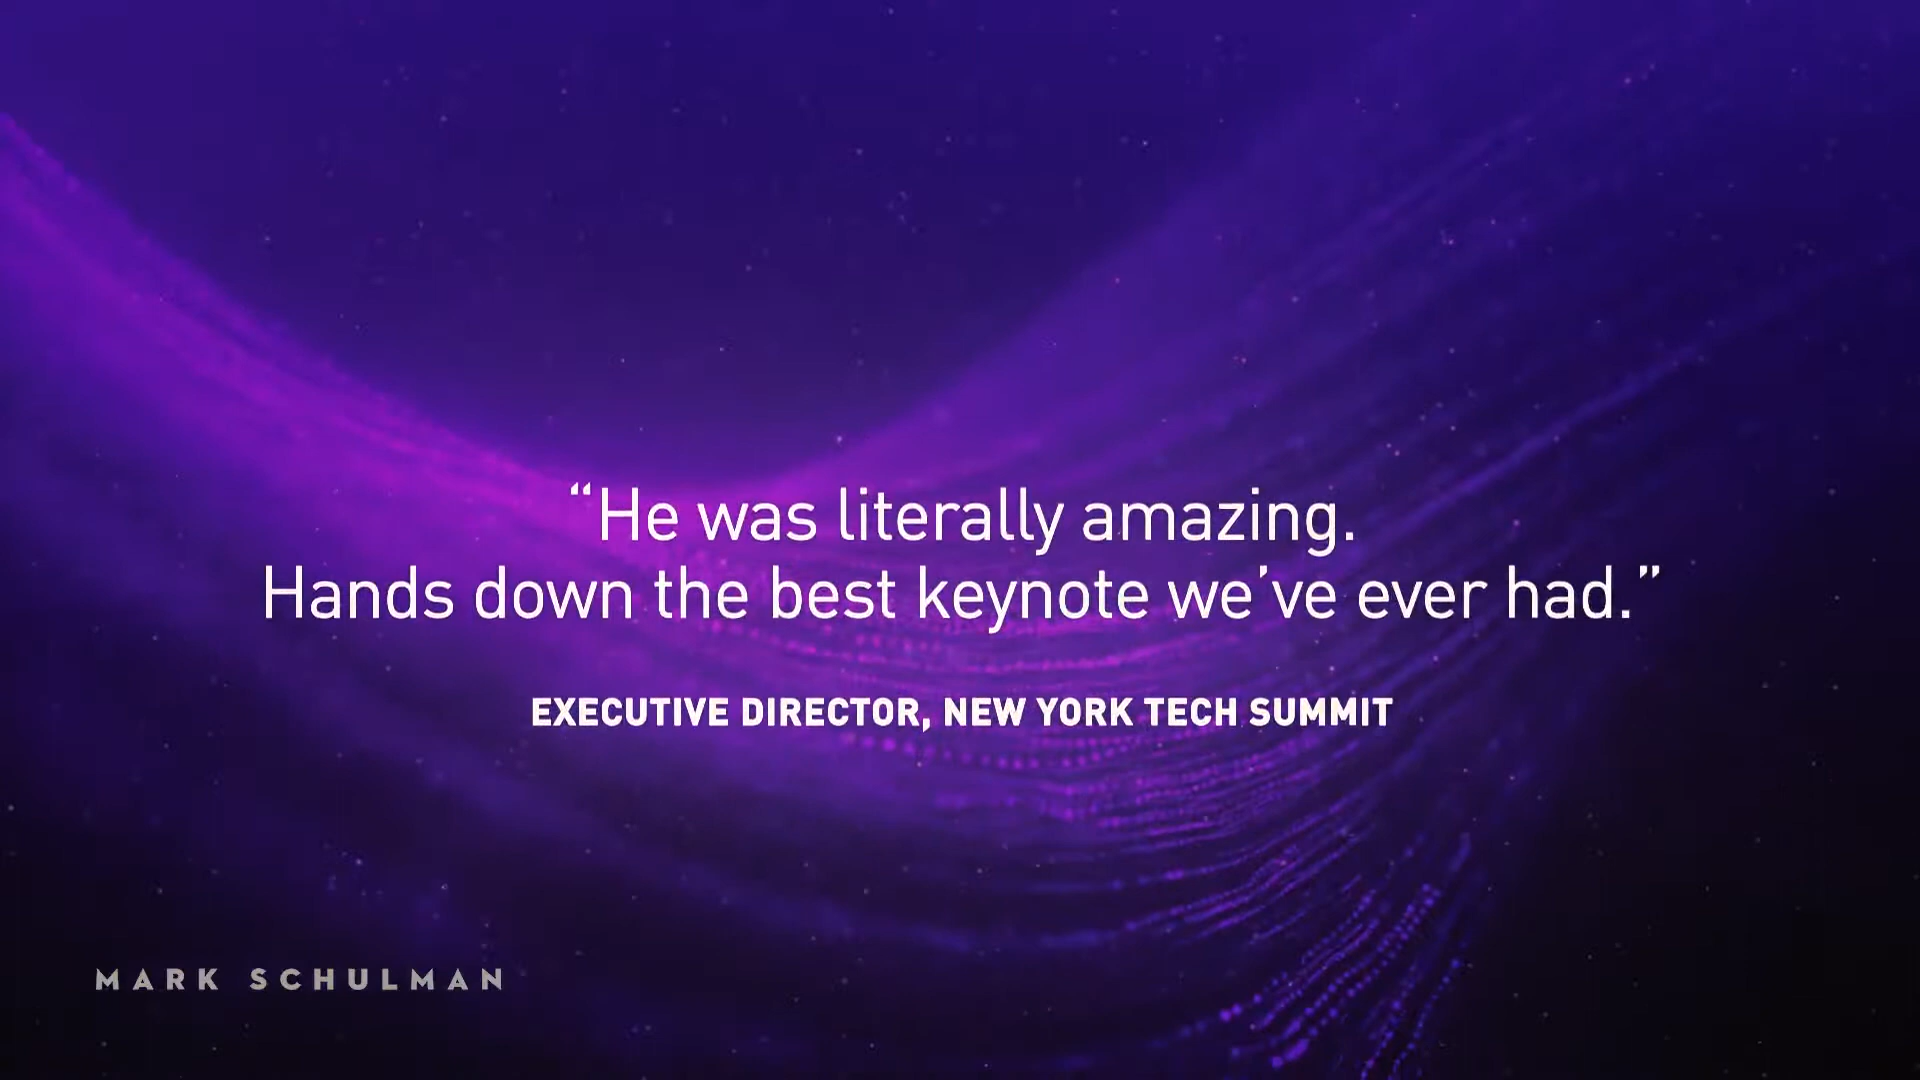 “He was literally amazing.
Hands down the best keynote we’ve ever had.”
EXECUTIVE DIRECTOR, NEW YORK TECH SUMMIT
MARK SCHULMAN